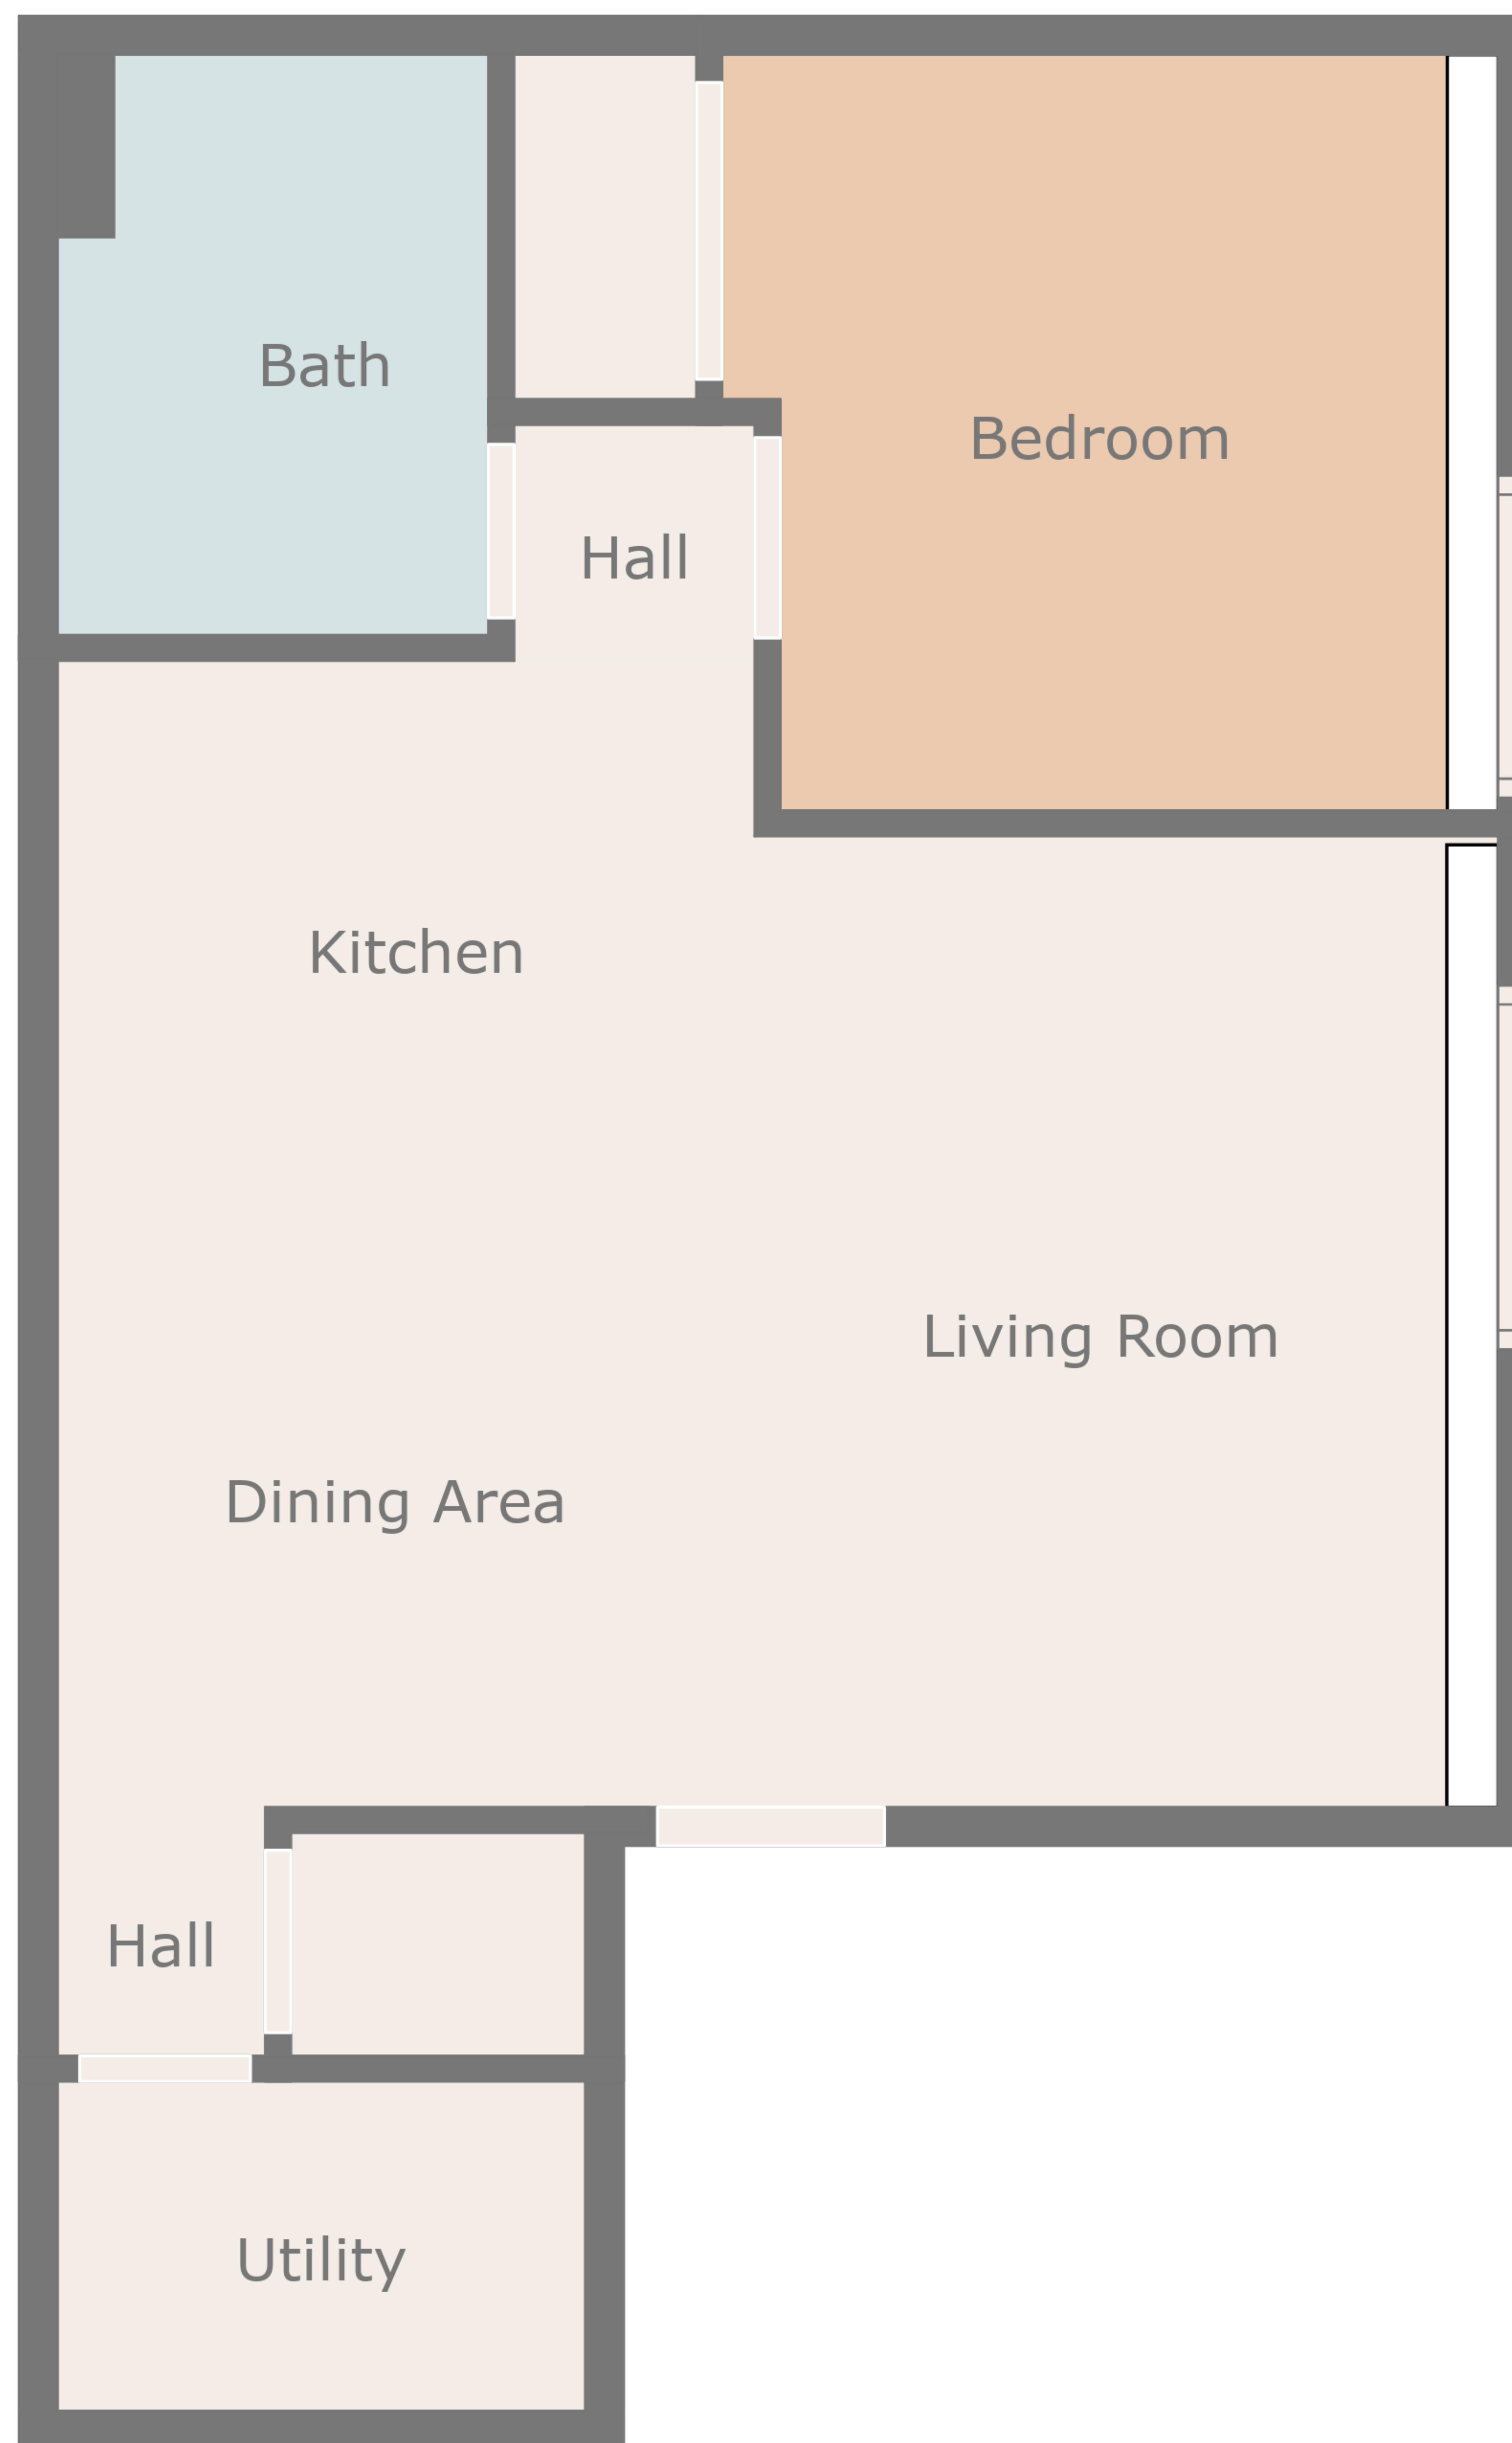 Bath
Bedroom
Hall
Kitchen
Living Room
Dining Area
Hall
Utility